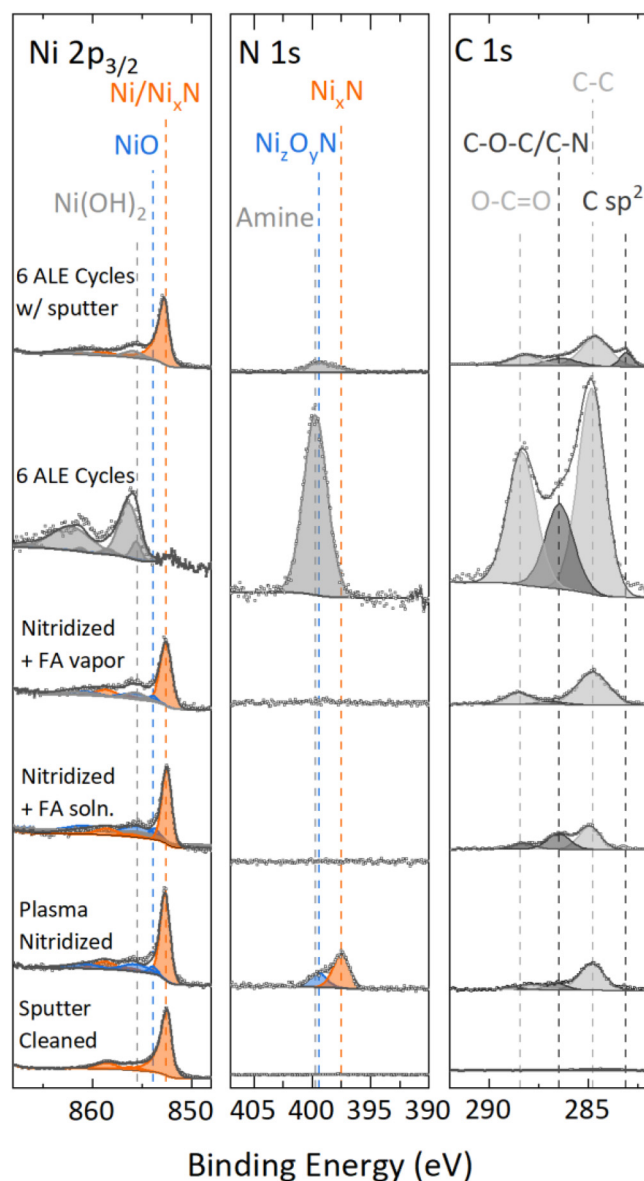 Ni 2p3/2
Ni/NixN
NiO
Ni(OH)2
6 ALE Cycles
w/ sputter
6 ALE Cycles
Nitridized
+ FA vapor
Nitridized
+ FA soln.
Plasma
Nitridized
Sputter
Cleaned
860 850
N 1s
NixN
NizOyN
Amine
405 400 395 390
C 1s
C-C
C-O-C/C-N
O-C=O C sp2
290 285
Binding Energy (eV)